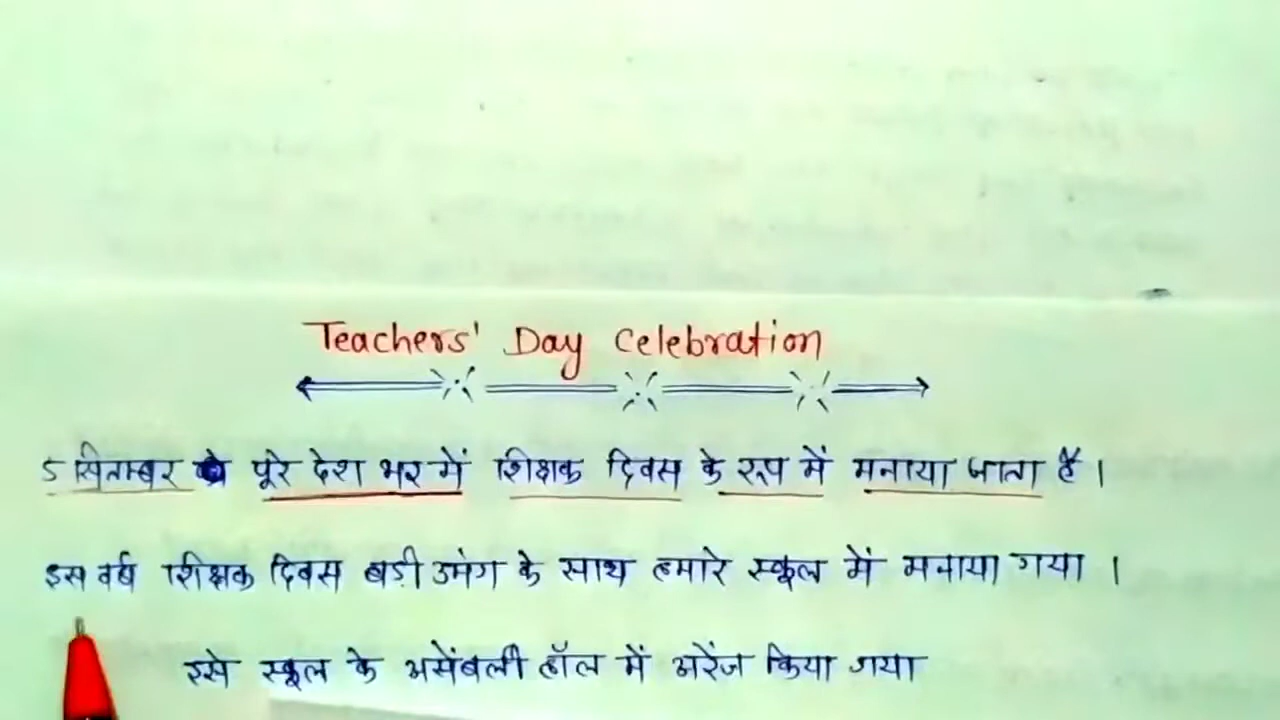 Teachers' Day Celebration
5 सितम्बर पूरे देश भर में शिक्षक दिवस के रूप में मनाया जाता है।
इस वर्ष शिक्षक दिवस बड़ी उमंग के साथ हमारे स्कूल में मनाया गया।
इसे स्कूल के असेंबली हॉल में अरेंज किया गया